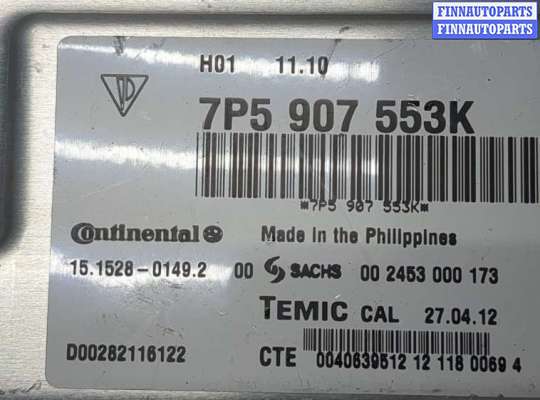 FINNAUTOPARTS
FINNAUTOPARTS
H01 11.10
7P5 907 553K
*7P5 907 553K*
Continental Made in the Philippines
15.1528-0149.2 00 SACHS 00 2453 000 173
TEMIC CAL 27.04.12
D00282116122 CTE 0040639512 12 118 0069 4